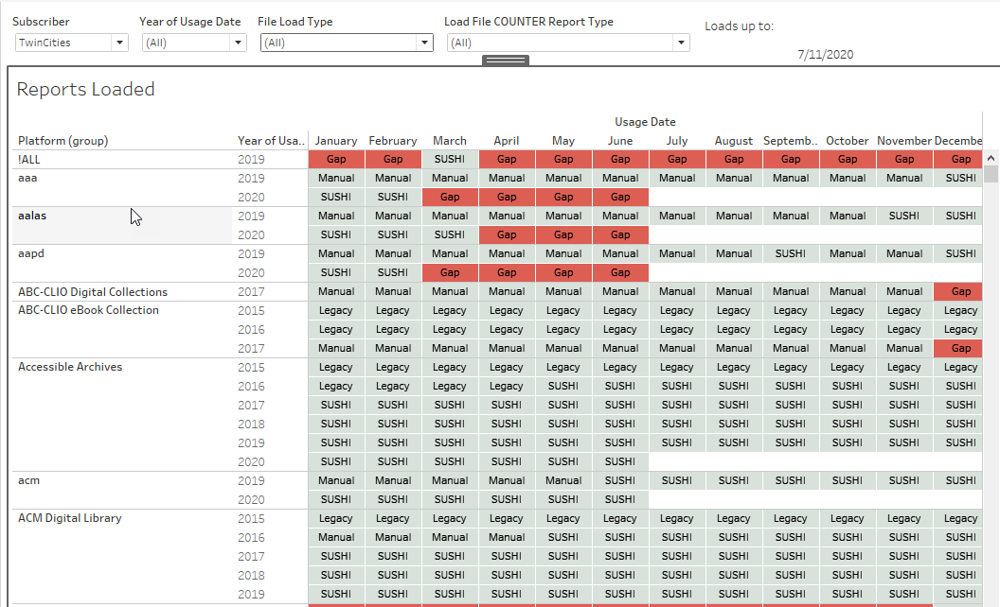 Subscriber Year of Usage Date File Load Type Load File COUNTER Report Type Loads up to:
TwinCities (All) (All) (All)
7/11/2020
Reports Loaded
Usage Date
Platform (group) Year of Usa.. January February March April May June July August Septemb.. October November Decembe
!ALL 2019 Gap Gap SUSHI Gap Gap Gap Gap Gap Gap Gap Gap Gap
aaa 2019 Manual Manual Manual Manual Manual Manual Manual Manual Manual Manual Manual SUSHI
2020 SUSHI SUSHI Gap Gap Gap Gap
aalas 2019 Manual Manual Manual Manual Manual Manual Manual Manual Manual Manual SUSHI SUSHI
2020 SUSHI SUSHI SUSHI Gap Gap Gap
aapd 2019 Manual Manual Manual Manual Manual Manual Manual Manual SUSHI Manual Manual SUSHI
2020 SUSHI SUSHI Gap Gap Gap Gap
ABC-CLIO Digital Collections 2017 Manual Manual Manual Manual Manual Manual Manual Manual Manual Manual Manual Gap
ABC-CLIO eBook Collection 2015 Legacy Legacy Legacy Legacy Legacy Legacy Legacy Legacy Legacy Legacy Legacy Legacy
2016 Legacy Legacy Legacy Legacy Legacy Legacy Legacy Legacy Legacy Legacy Legacy Legacy
2017 Manual Manual Manual Manual Manual Manual Manual Manual Manual Manual Manual Gap
Accessible Archives 2015 Legacy Legacy Legacy Legacy Legacy Legacy Legacy Legacy Legacy Legacy Legacy Legacy
2016 Legacy Legacy Legacy Legacy SUSHI SUSHI SUSHI SUSHI SUSHI SUSHI SUSHI SUSHI
2017 SUSHI SUSHI SUSHI SUSHI SUSHI SUSHI SUSHI SUSHI SUSHI SUSHI SUSHI SUSHI
2018 SUSHI SUSHI SUSHI SUSHI SUSHI SUSHI SUSHI SUSHI SUSHI SUSHI SUSHI SUSHI
2019 SUSHI SUSHI SUSHI SUSHI SUSHI SUSHI SUSHI SUSHI SUSHI SUSHI SUSHI SUSHI
2020 SUSHI SUSHI SUSHI SUSHI SUSHI SUSHI
acm 2019 Manual Manual Manual Manual Manual Manual SUSHI SUSHI SUSHI SUSHI SUSHI SUSHI
2020 SUSHI SUSHI SUSHI SUSHI SUSHI SUSHI
ACM Digital Library 2015 Legacy Legacy Legacy Legacy Legacy Legacy Legacy Legacy Legacy Legacy Legacy Legacy
2016 Manual Manual Manual Manual SUSHI SUSHI SUSHI SUSHI SUSHI SUSHI SUSHI SUSHI
2017 SUSHI SUSHI SUSHI SUSHI SUSHI SUSHI SUSHI SUSHI SUSHI SUSHI SUSHI SUSHI
2018 SUSHI SUSHI SUSHI SUSHI SUSHI SUSHI SUSHI SUSHI SUSHI SUSHI SUSHI SUSHI
2019 SUSHI SUSHI SUSHI SUSHI SUSHI SUSHI SUSHI SUSHI SUSHI SUSHI SUSHI SUSHI